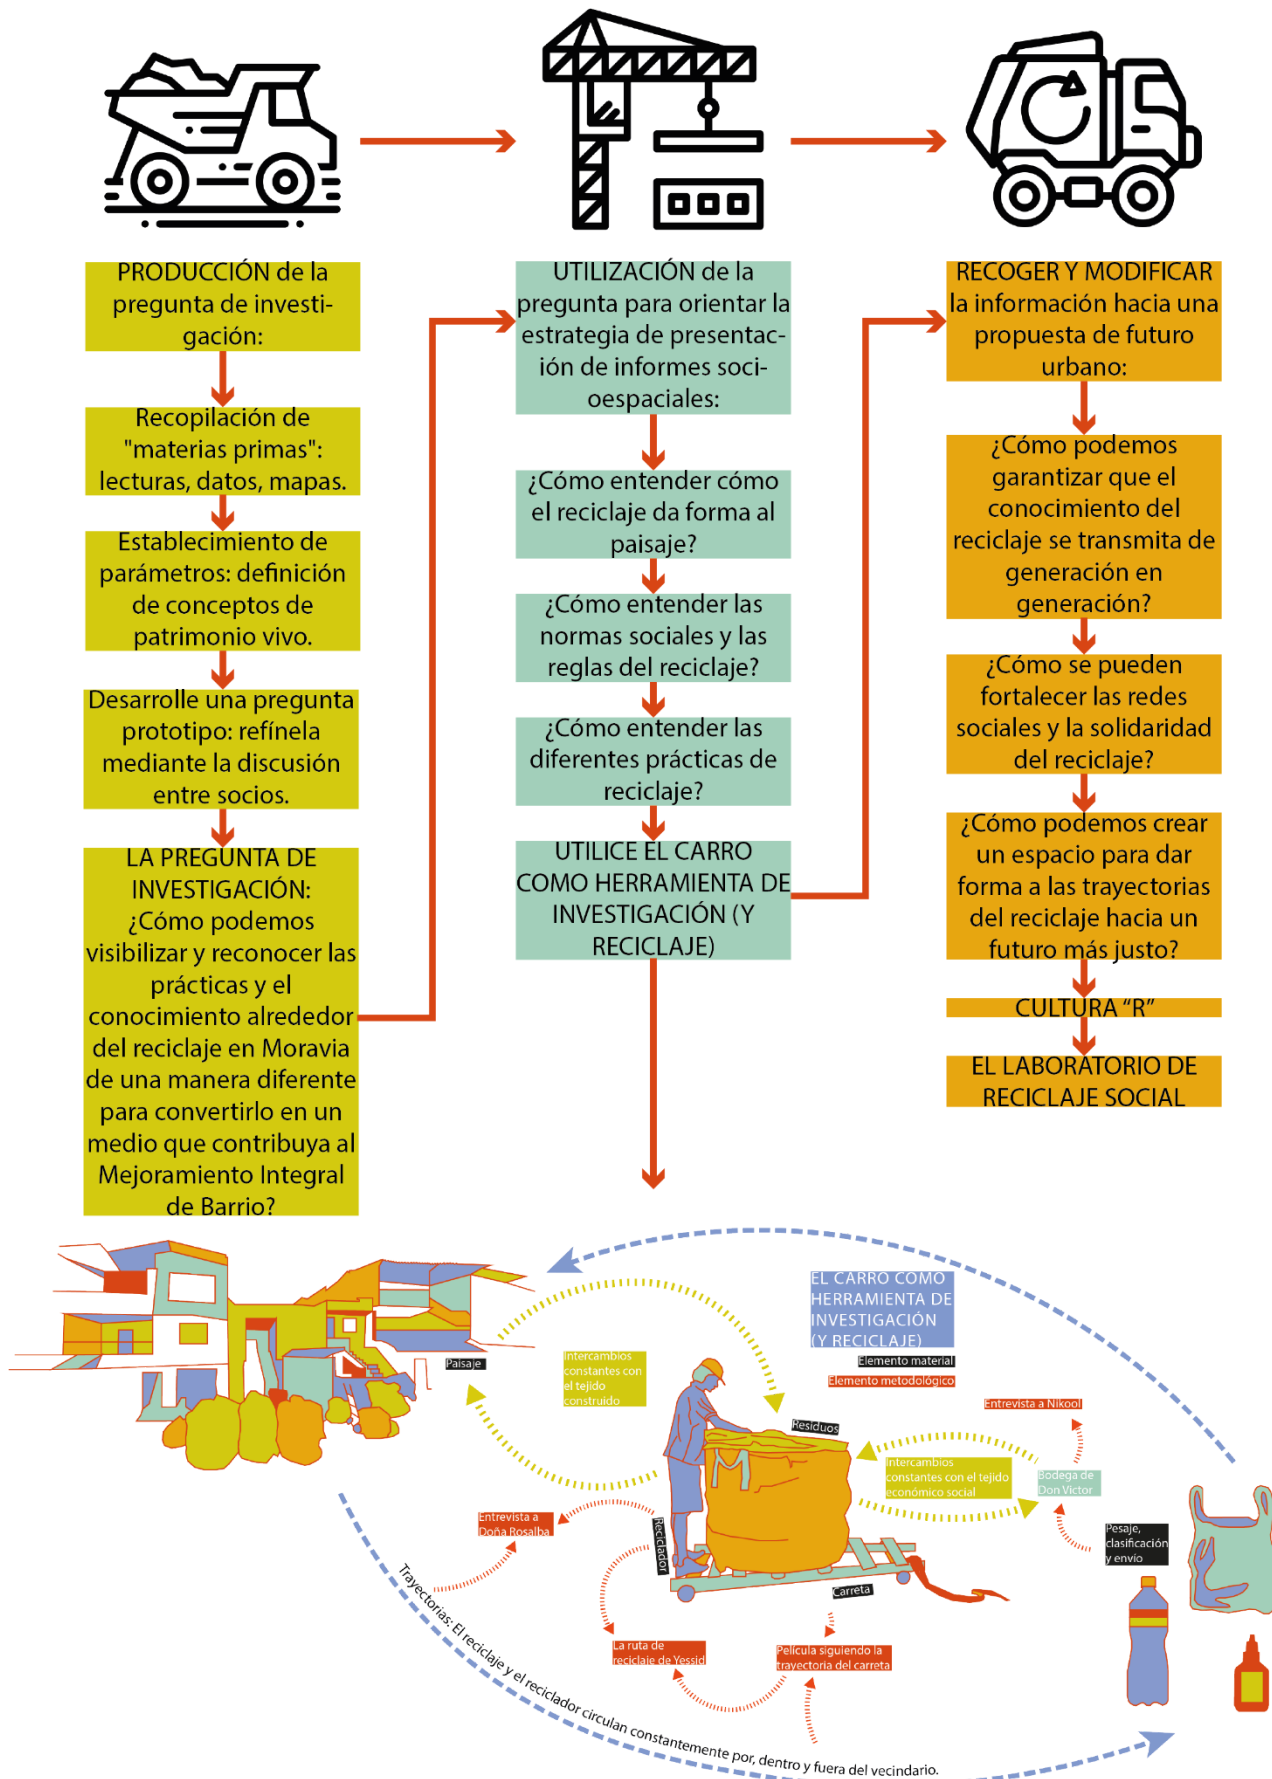 PRODUCCIÓN de la
pregunta de investi-
gación:
Recopilación de
"materias primas":
lecturas, datos, mapas.
Establecimiento de
parámetros: definición
de conceptos de
patrimonio vivo.
Desarrolle una pregunta
prototipo: refínela
mediante la discusión
entre socios.
LA PREGUNTA DE
INVESTIGACIÓN:
¿Cómo podemos
visibilizar y reconocer las
prácticas y el
conocimiento alrededor
del reciclaje en Moravia
de una manera diferente
para convertirlo en un
medio que contribuya al
Mejoramiento Integral
de Barrio?
UTILIZACIÓN de la
pregunta para orientar la
estrategia de presentac-
ión de informes soci-
oespaciales:
¿Cómo entender cómo
el reciclaje da forma al
paisaje?
¿Cómo entender las
normas sociales y las
reglas del reciclaje?
¿Cómo entender las
diferentes prácticas de
reciclaje?
UTILICE EL CARRO
COMO HERRAMIENTA DE
INVESTIGACIÓN (Y
RECICLAJE)
RECOGER Y MODIFICAR
la información hacia una
propuesta de futuro
urbano:
¿Cómo podemos
garantizar que el
conocimiento del
reciclaje se transmita de
generación en
generación?
¿Cómo se pueden
fortalecer las redes
sociales y la solidaridad
del reciclaje?
¿Cómo podemos crear
un espacio para dar
forma a las trayectorias
del reciclaje hacia un
futuro más justo?
CULTURA “R”
EL LABORATORIO DE
RECICLAJE SOCIAL
EL CARRO COMO
HERRAMIENTA DE
INVESTIGACIÓN
(Y RECICLAJE)
Elemento material
Elemento metodológico
Paisaje
Intercambios
constantes con
el tejido
construido
Residuos
Entrevista a Nikool
Intercambios
constantes con el tejido
económico social
Bodega de
Don Victor
Entrevista a
Doña Rosalba
Reciclador
Pesaje,
clasificación
y envío
Carreta
La ruta de
reciclaje de Yessid
Película siguiendo la
trayectoria del carreta
Trayectorias: El reciclaje y el reciclador circulan constantemente por, dentro y fuera del vecindario.